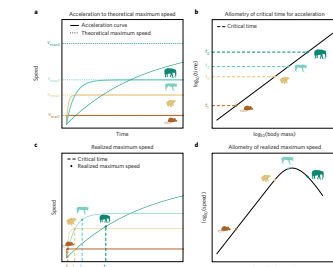 a Acceleration to theoretical maximum speed
Acceleration curve
Theoretical maximum speed
Speed
Time
b Allometry of critical time for acceleration
Critical time
log₁₀(time)
log₁₀(body mass)
c Realized maximum speed
Critical time
Realized maximum speed
Speed
d Allometry of realized maximum speed
log₁₀(speed)